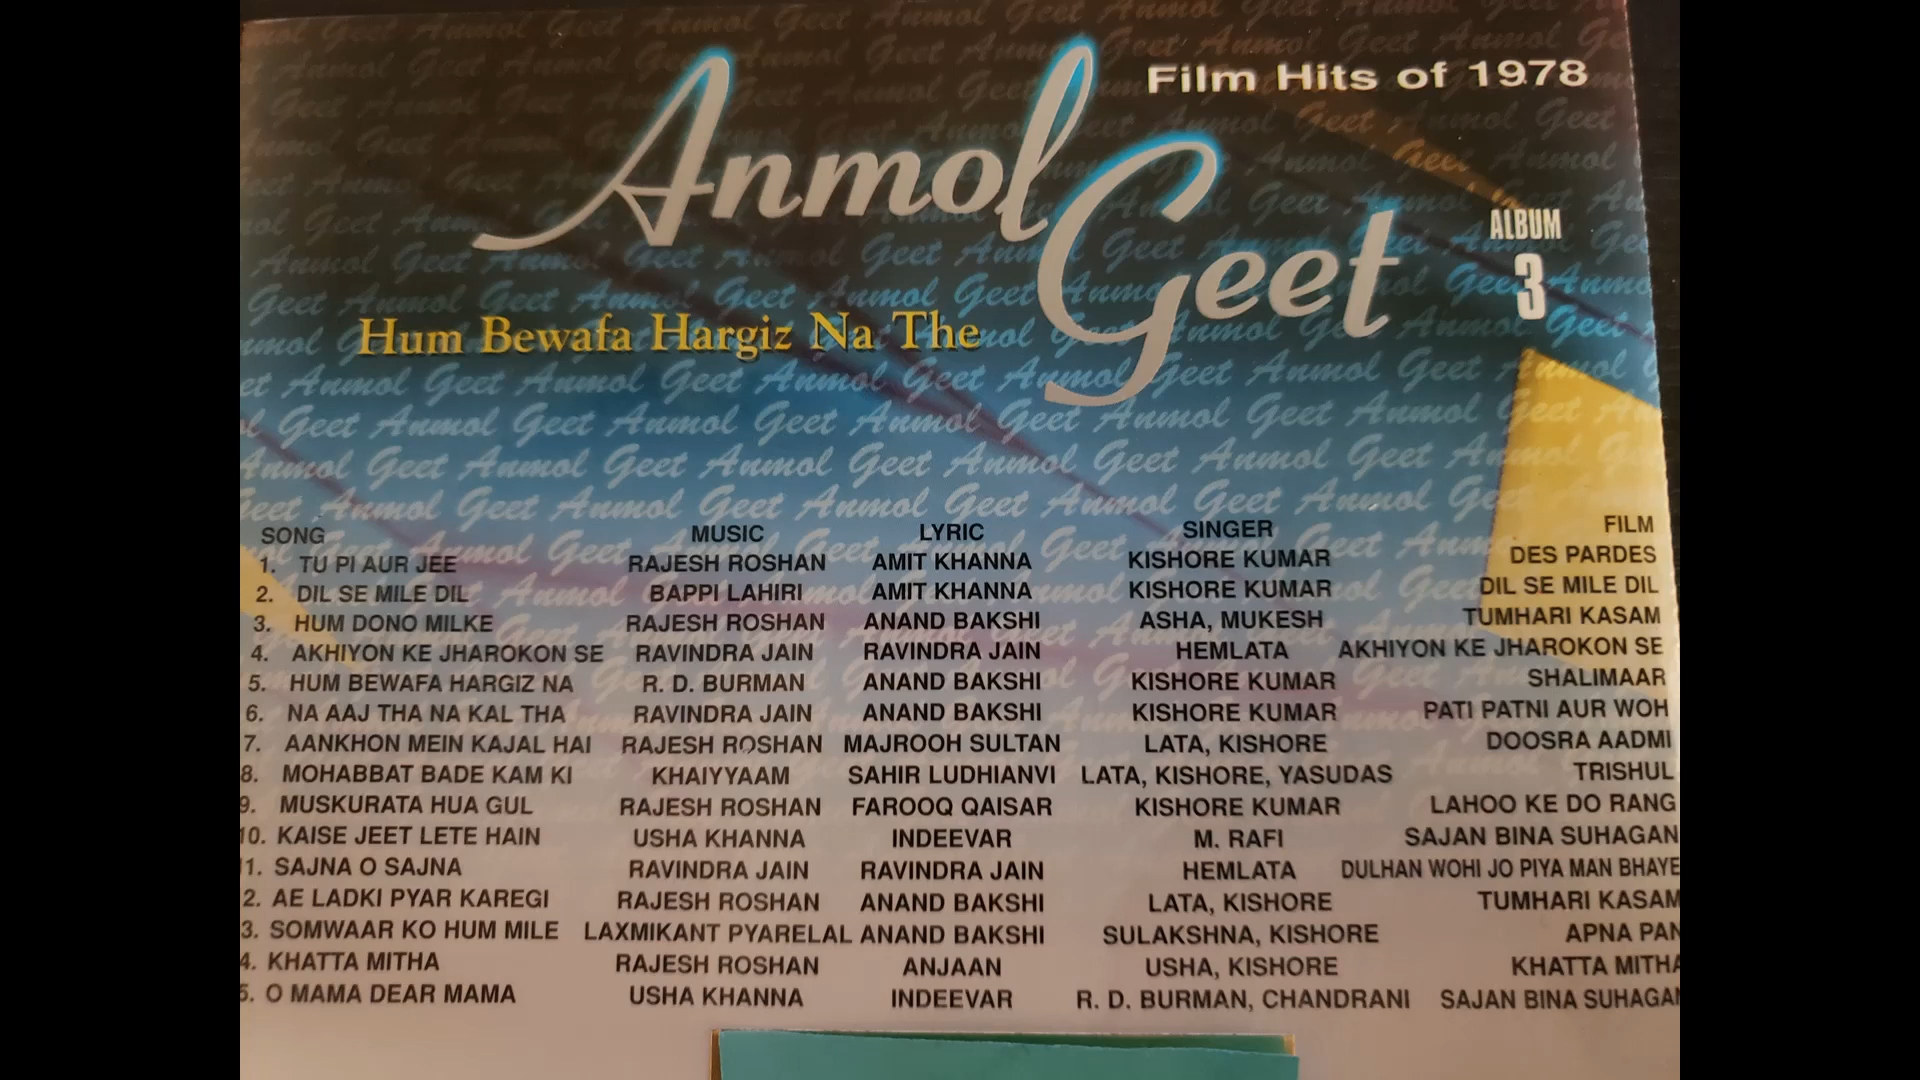 Film Hits of 1978
Anmol Geet
ALBUM
3
Hum Bewafa Hargiz Na The
SONG MUSIC LYRIC SINGER FILM
1. TU PI AUR JEE RAJESH ROSHAN AMIT KHANNA KISHORE KUMAR DES PARDES
2. DIL SE MILE DIL BAPPI LAHIRI AMIT KHANNA KISHORE KUMAR DIL SE MILE DIL
3. HUM DONO MILKE RAJESH ROSHAN ANAND BAKSHI ASHA, MUKESH TUMHARI KASAM
4. AKHIYON KE JHAROKON SE RAVINDRA JAIN RAVINDRA JAIN HEMLATA AKHIYON KE JHAROKON SE
5. HUM BEWAFA HARGIZ NA R. D. BURMAN ANAND BAKSHI KISHORE KUMAR SHALIMAAR
6. NA AAJ THA NA KAL THA RAVINDRA JAIN ANAND BAKSHI KISHORE KUMAR PATI PATNI AUR WOH
7. AANKHON MEIN KAJAL HAI RAJESH ROSHAN MAJROOH SULTAN LATA, KISHORE DOOSRA AADMI
8. MOHABBAT BADE KAM KI KHAIYYAAM SAHIR LUDHIANVI LATA, KISHORE, YASUDAS TRISHUL
9. MUSKURATA HUA GUL RAJESH ROSHAN FAROOQ QAISAR KISHORE KUMAR LAHOO KE DO RANG
10. KAISE JEET LETE HAIN USHA KHANNA INDEEVAR M. RAFI SAJAN BINA SUHAGAN
1. SAJNA O SAJNA RAVINDRA JAIN RAVINDRA JAIN HEMLATA DULHAN WOHI JO PIYA MAN BHAYE
2. AE LADKI PYAR KAREGI RAJESH ROSHAN ANAND BAKSHI LATA, KISHORE TUMHARI KASAM
3. SOMWAAR KO HUM MILE LAXMIKANT PYARELAL ANAND BAKSHI SULAKSHNA, KISHORE APNA PAN
4. KHATTA MITHA RAJESH ROSHAN ANJAAN USHA, KISHORE KHATTA MITHA
5. O MAMA DEAR MAMA USHA KHANNA INDEEVAR R. D. BURMAN, CHANDRANI SAJAN BINA SUHAGAN